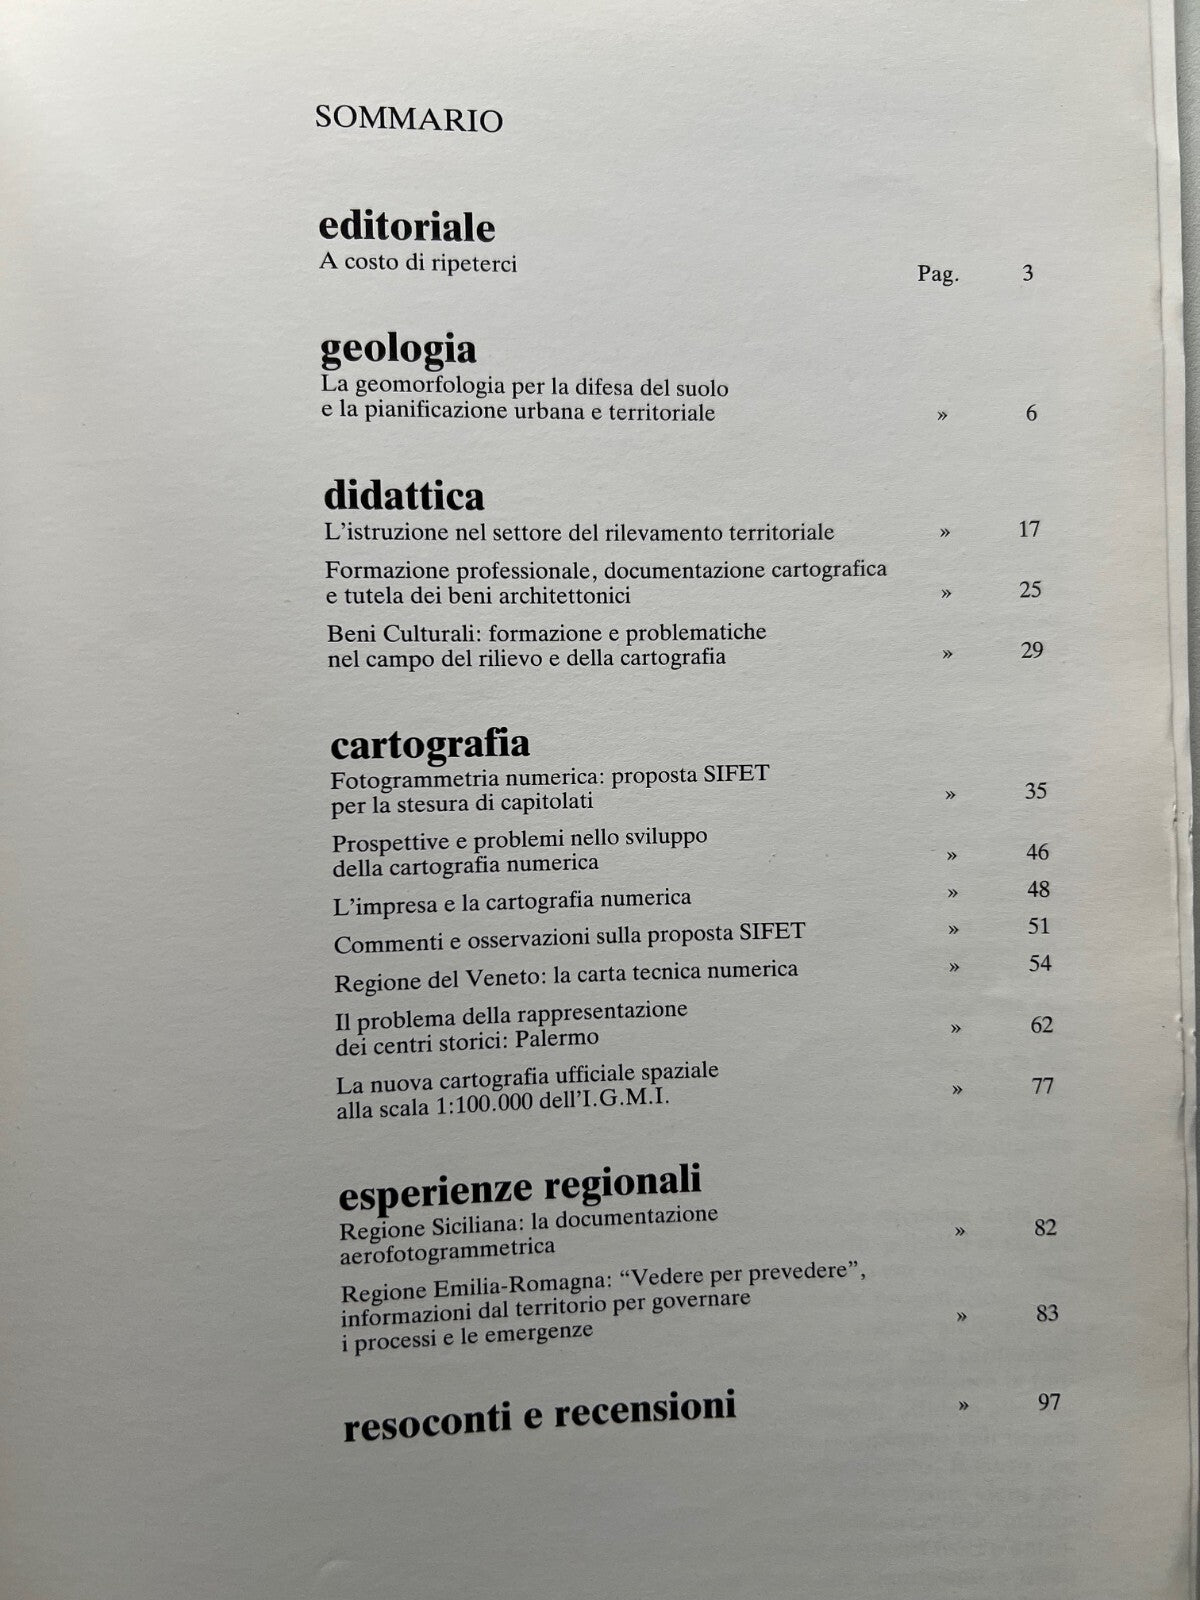 SOMMARIO
editoriale
A costo di ripeterci Pag. 3
geologia
La geomorfologia per la difesa del suolo
e la pianificazione urbana e territoriale » 6
didattica
L'istruzione nel settore del rilevamento territoriale » 17
Formazione professionale, documentazione cartografica
e tutela dei beni architettonici » 25
Beni Culturali: formazione e problematiche
nel campo del rilievo e della cartografia » 29
cartografia
Fotogrammetria numerica: proposta SIFET
per la stesura di capitolati » 35
Prospettive e problemi nello sviluppo
della cartografia numerica » 46
L'impresa e la cartografia numerica » 48
Commenti e osservazioni sulla proposta SIFET » 51
Regione del Veneto: la carta tecnica numerica » 54
Il problema della rappresentazione
dei centri storici: Palermo » 62
La nuova cartografia ufficiale spaziale
alla scala 1:100.000 dell'I.G.M.I. » 77
esperienze regionali
Regione Siciliana: la documentazione
aerofotogrammetrica » 82
Regione Emilia-Romagna: “Vedere per prevedere”,
informazioni dal territorio per governare
i processi e le emergenze » 83
resoconti e recensioni » 97